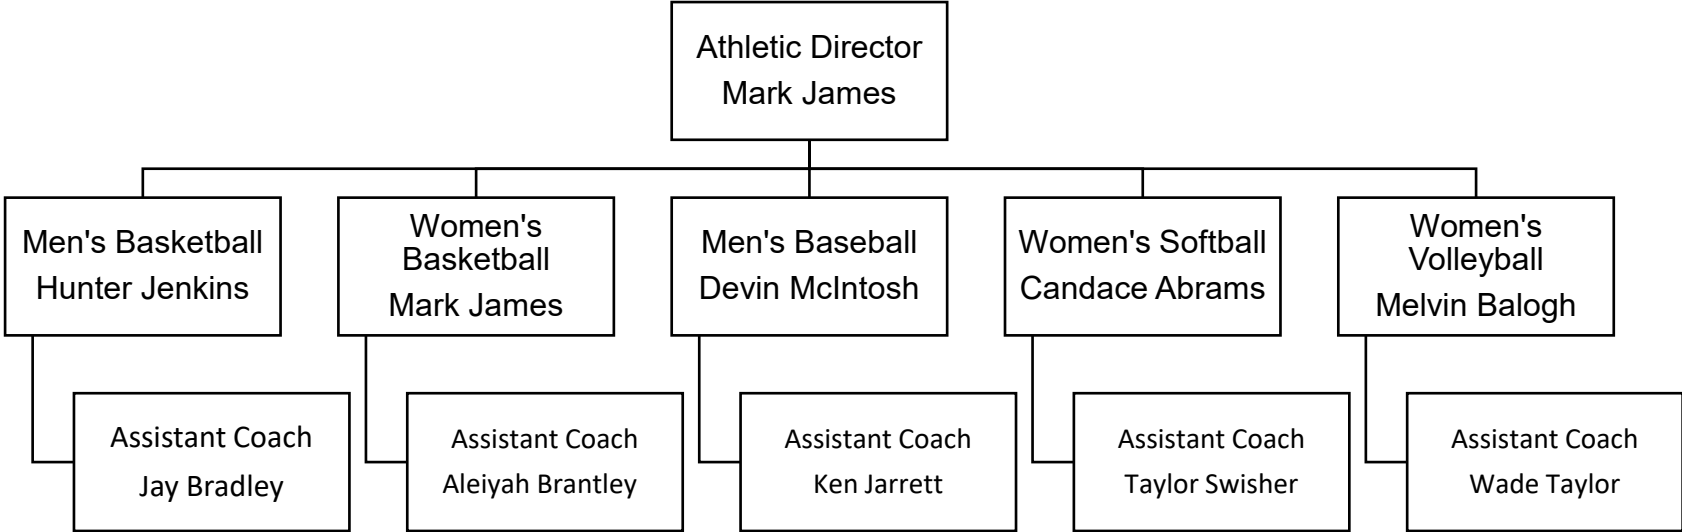 Athletic Director
Mark James
Men's Basketball
Hunter Jenkins
Women's
Basketball
Mark James
Men's Baseball
Devin McIntosh
Women's Softball
Candace Abrams
Women's
Volleyball
Melvin Balogh
Assistant Coach
Jay Bradley
Assistant Coach
Aleiyah Brantley
Assistant Coach
Ken Jarrett
Assistant Coach
Taylor Swisher
Assistant Coach
Wade Taylor